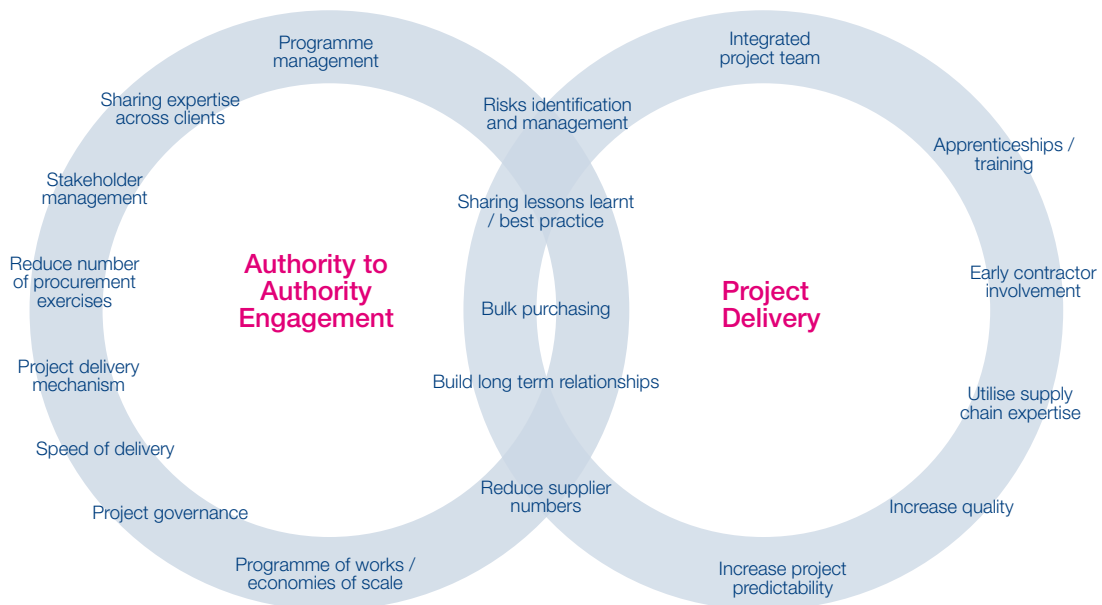 Programme
management
Integrated
project team
Sharing expertise
across clients
Risks identification
and management
Apprenticeships /
training
Stakeholder
management
Sharing lessons learnt
/ best practice
Reduce number
of procurement
exercises
Authority to
Authority
Engagement
Bulk purchasing
Project
Delivery
Early contractor
involvement
Project delivery
mechanism
Build long term relationships
Utilise supply
chain expertise
Speed of delivery
Project governance
Reduce supplier
numbers
Increase quality
Programme of works /
economies of scale
Increase project
predictability